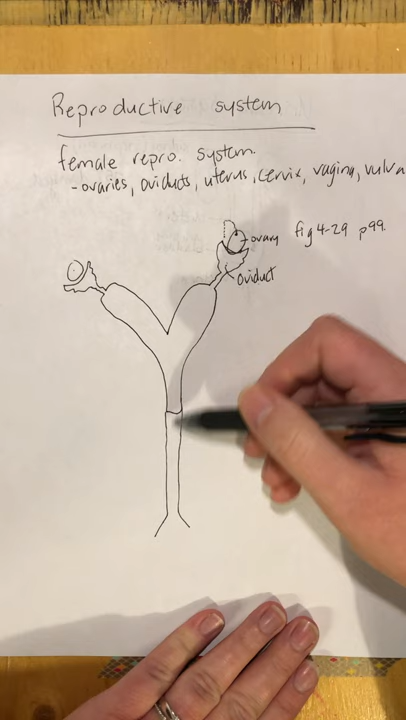 Reproductive system
female repro. system.
- ovaries, oviducts, uterus, cervix, vagina, vulva
ovary fig 4-29 p99.
oviduct